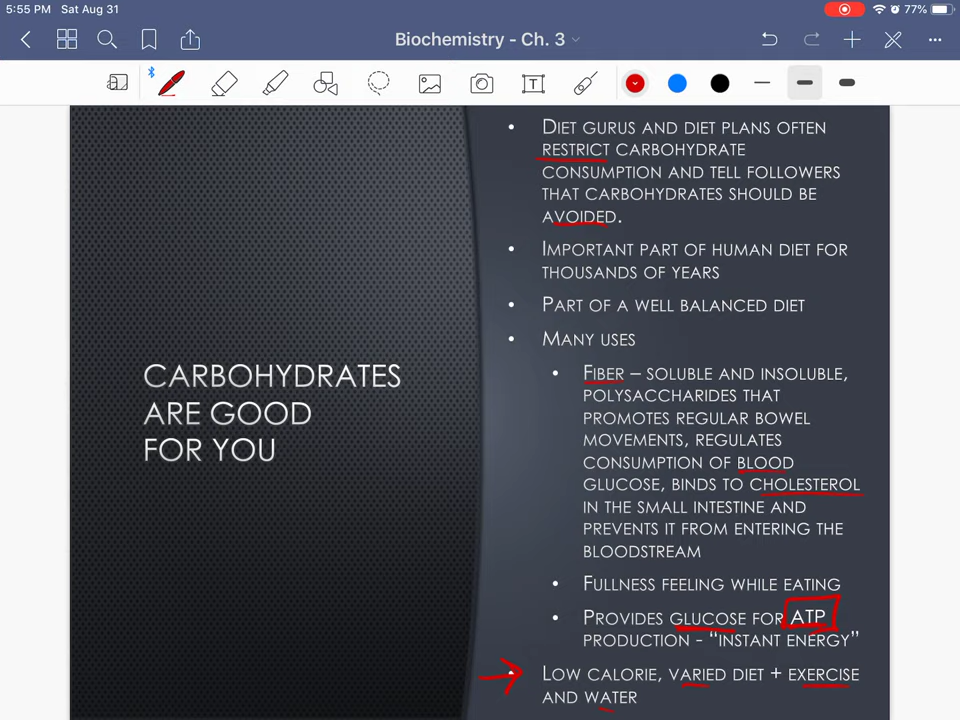 5:55 PM Sat Aug 31
77%
Biochemistry - Ch. 3
T
CARBOHYDRATES
ARE GOOD
FOR YOU
• DIET GURUS AND DIET PLANS OFTEN
RESTRICT CARBOHYDRATE
CONSUMPTION AND TELL FOLLOWERS
THAT CARBOHYDRATES SHOULD BE
AVOIDED.
• IMPORTANT PART OF HUMAN DIET FOR
THOUSANDS OF YEARS
• PART OF A WELL BALANCED DIET
• MANY USES
• FIBER – SOLUBLE AND INSOLUBLE,
POLYSACCHARIDES THAT
PROMOTES REGULAR BOWEL
MOVEMENTS, REGULATES
CONSUMPTION OF BLOOD
GLUCOSE, BINDS TO CHOLESTEROL
IN THE SMALL INTESTINE AND
PREVENTS IT FROM ENTERING THE
BLOODSTREAM
• FULLNESS FEELING WHILE EATING
• PROVIDES GLUCOSE FOR ATP
PRODUCTION - “INSTANT ENERGY”
• LOW CALORIE, VARIED DIET + EXERCISE
AND WATER